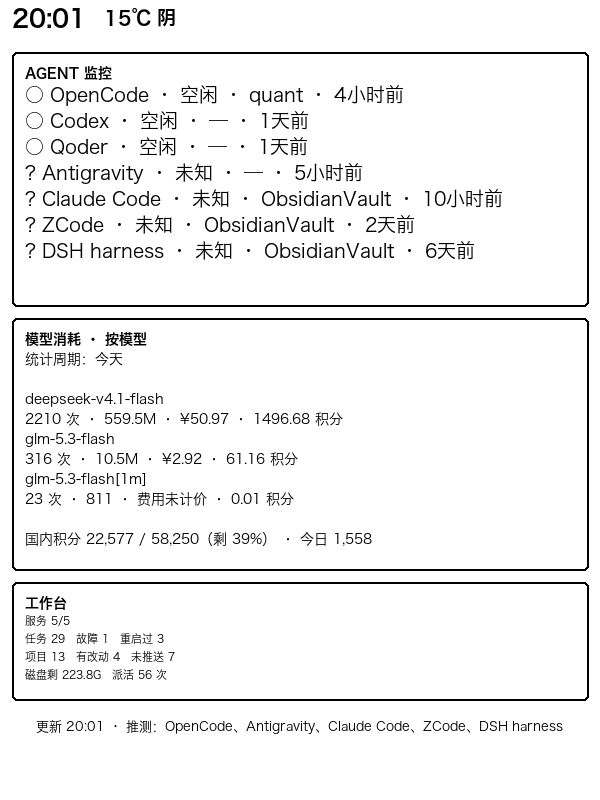 20:01 15℃ 阴
AGENT 监控
○ OpenCode · 空闲 · quant · 4小时前
○ Codex · 空闲 · — · 1天前
○ Qoder · 空闲 · — · 1天前
? Antigravity · 未知 · — · 5小时前
? Claude Code · 未知 · ObsidianVault · 10小时前
? ZCode · 未知 · ObsidianVault · 2天前
? DSH harness · 未知 · ObsidianVault · 6天前
模型消耗 · 按模型
统计周期: 今天
deepseek-v4.1-flash
2210 次 · 559.5M · ¥50.97 · 1496.68 积分
glm-5.3-flash
316 次 · 10.5M · ¥2.92 · 61.16 积分
glm-5.3-flash[1m]
23 次 · 811 · 费用未计价 · 0.01 积分
国内积分 22,577 / 58,250（剩 39%） · 今日 1,558
工作台
服务 5/5
任务 29 故障 1 重启过 3
项目 13 有改动 4 未推送 7
磁盘剩 223.8G 派活 56 次
更新 20:01 · 推测: OpenCode、Antigravity、Claude Code、ZCode、DSH harness